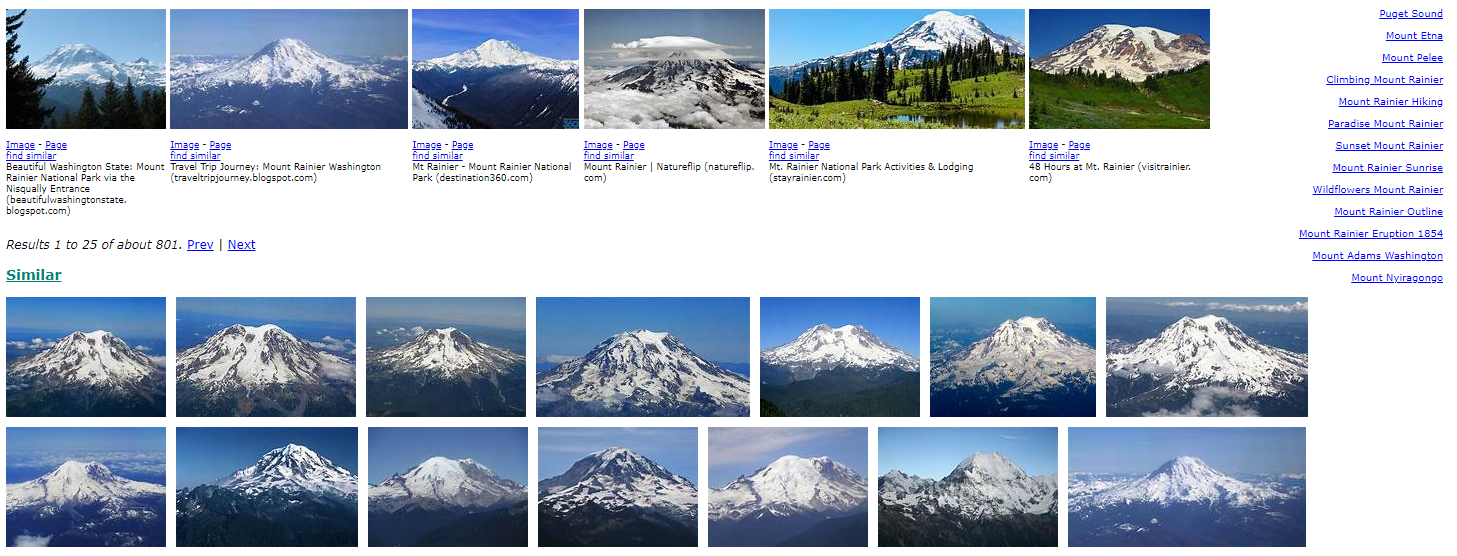 Image - Page
find similar
Beautiful Washington State: Mount
Rainier National Park via the
Nisqually Entrance
(beautifulwashingtonstate.
blogspot.com)
Image - Page
find similar
Travel Trip Journey: Mount Rainier Washington
(traveltripjourney.blogspot.com)
Image - Page
find similar
Mt Rainier - Mount Rainier National
Park (destination360.com)
Image - Page
find similar
Mount Rainier | Natureflip (natureflip.
com)
Image - Page
find similar
Mt. Rainier National Park Activities & Lodging
(stayrainier.com)
Image - Page
find similar
48 Hours at Mt. Rainier (visitrainier.
com)
Puget Sound
Mount Etna
Mount Pelee
Climbing Mount Rainier
Mount Rainier Hiking
Paradise Mount Rainier
Sunset Mount Rainier
Mount Rainier Sunrise
Wildflowers Mount Rainier
Mount Rainier Outline
Mount Rainier Eruption 1854
Mount Adams Washington
Mount Nyiragongo
Results 1 to 25 of about 801. Prev | Next
Similar